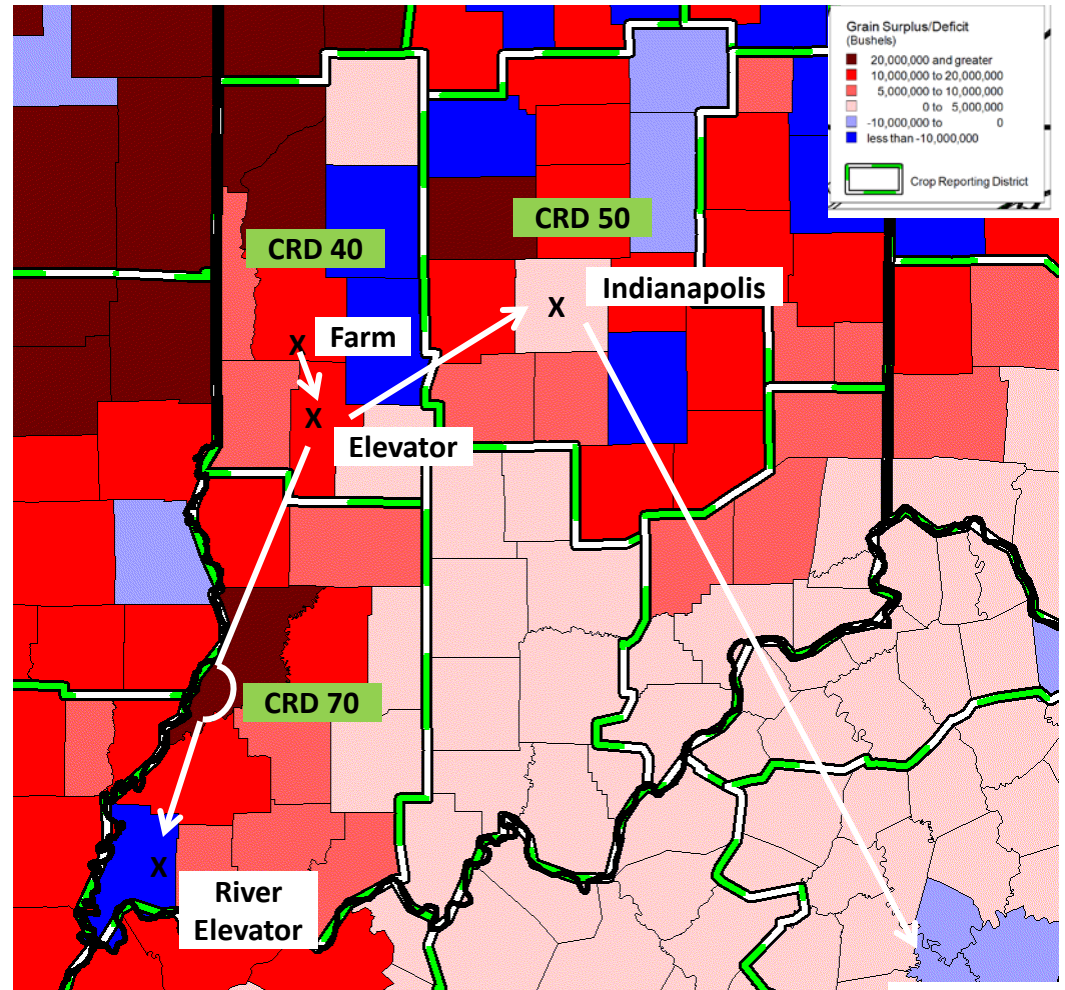 Grain Surplus/Deficit
(Bushels)
20,000,000 and greater
10,000,000 to 20,000,000
5,000,000 to 10,000,000
0 to 5,000,000
-10,000,000 to 0
less than -10,000,000
Crop Reporting District
CRD 40
CRD 50
Indianapolis
X
X
Farm
X
Elevator
CRD 70
X
River
Elevator